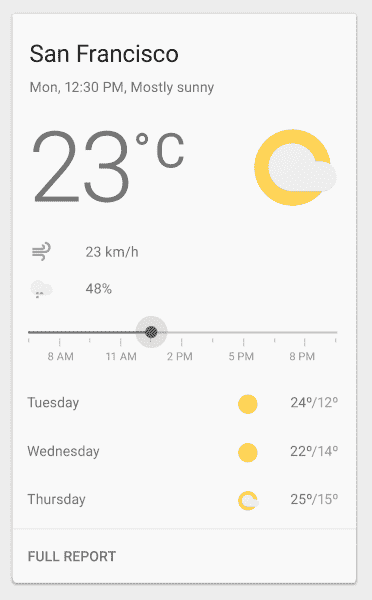 San Francisco
Mon, 12:30 PM, Mostly sunny
23°C
23 km/h
48%
8 AM 11 AM 2 PM 5 PM 8 PM
Tuesday 24º/12º
Wednesday 22º/14º
Thursday 25º/15º
FULL REPORT